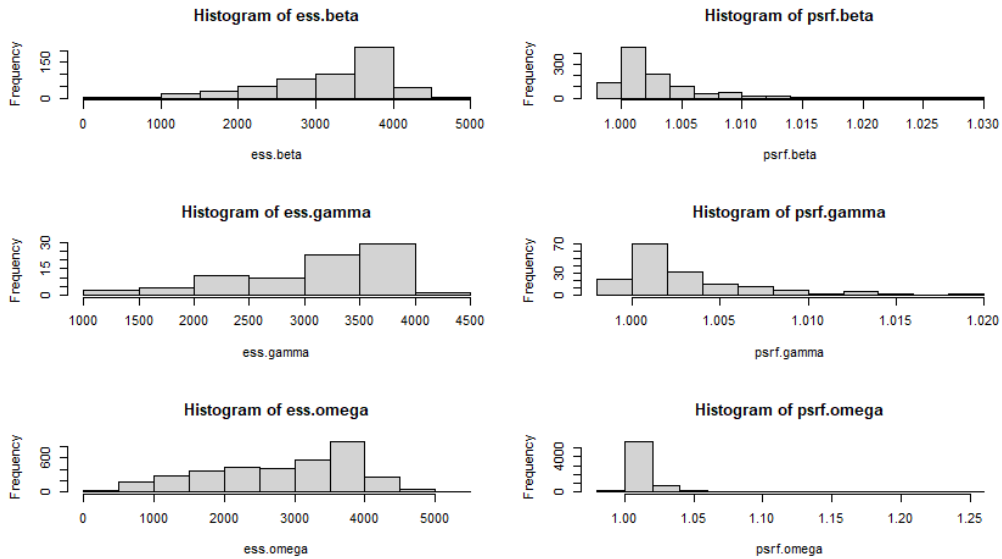 Histogram of ess.beta
Frequency
0 150
0 1000 2000 3000 4000 5000
ess.beta
Histogram of psrf.beta
Frequency
0 300
1.000 1.005 1.010 1.015 1.020 1.025 1.030
psrf.beta
Histogram of ess.gamma
Frequency
0 15 30
1000 1500 2000 2500 3000 3500 4000 4500
ess.gamma
Histogram of psrf.gamma
Frequency
0 30 70
1.000 1.005 1.010 1.015 1.020
psrf.gamma
Histogram of ess.omega
Frequency
0 600
0 1000 2000 3000 4000 5000
ess.omega
Histogram of psrf.omega
Frequency
0 4000
1.00 1.05 1.10 1.15 1.20 1.25
psrf.omega